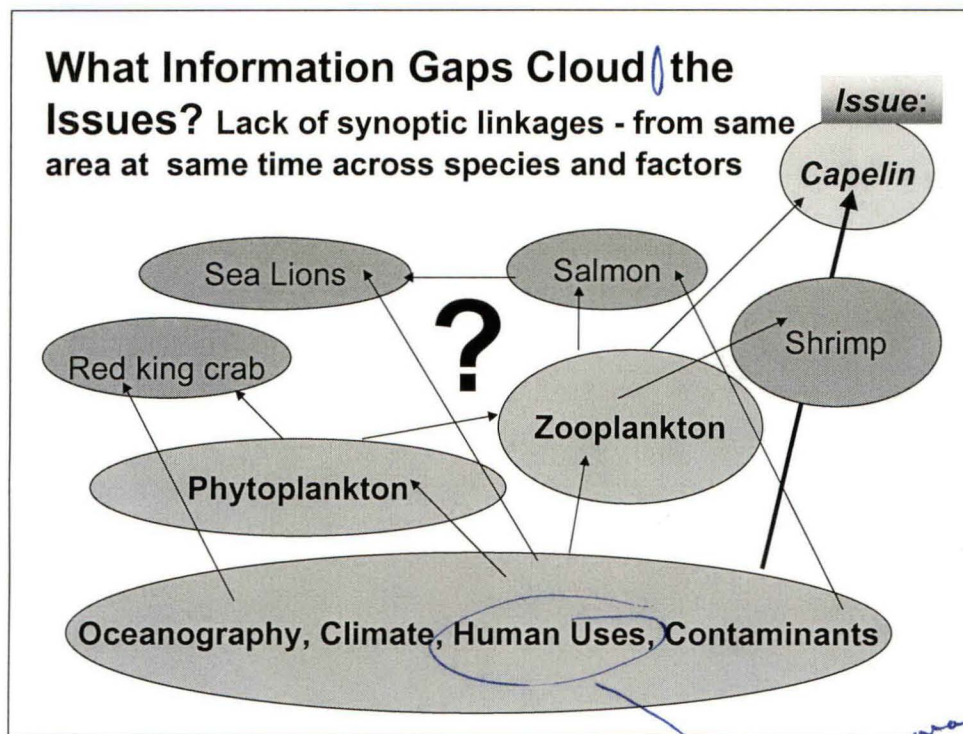 What Information Gaps Cloud the
Issues? Lack of synoptic linkages - from same
area at same time across species and factors
Issue:
Capelin
Sea Lions
Salmon
?
Red king crab
Shrimp
Zooplankton
Phytoplankton
Oceanography, Climate, Human Uses, Contaminants